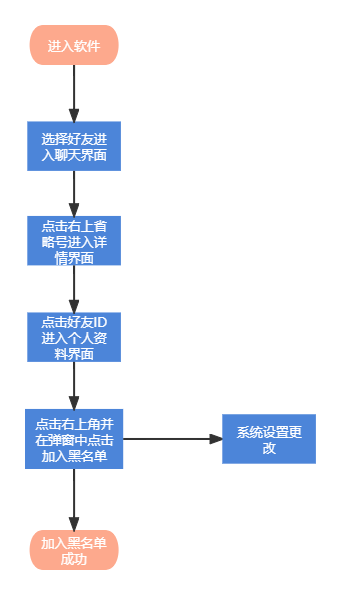 进入软件
选择好友进
入聊天界面
点击右上省
略号进入详
情界面
点击好友ID
进入个人资
料界面
点击右上角并
在弹窗中点击
加入黑名单
系统设置更
改
加入黑名单
成功